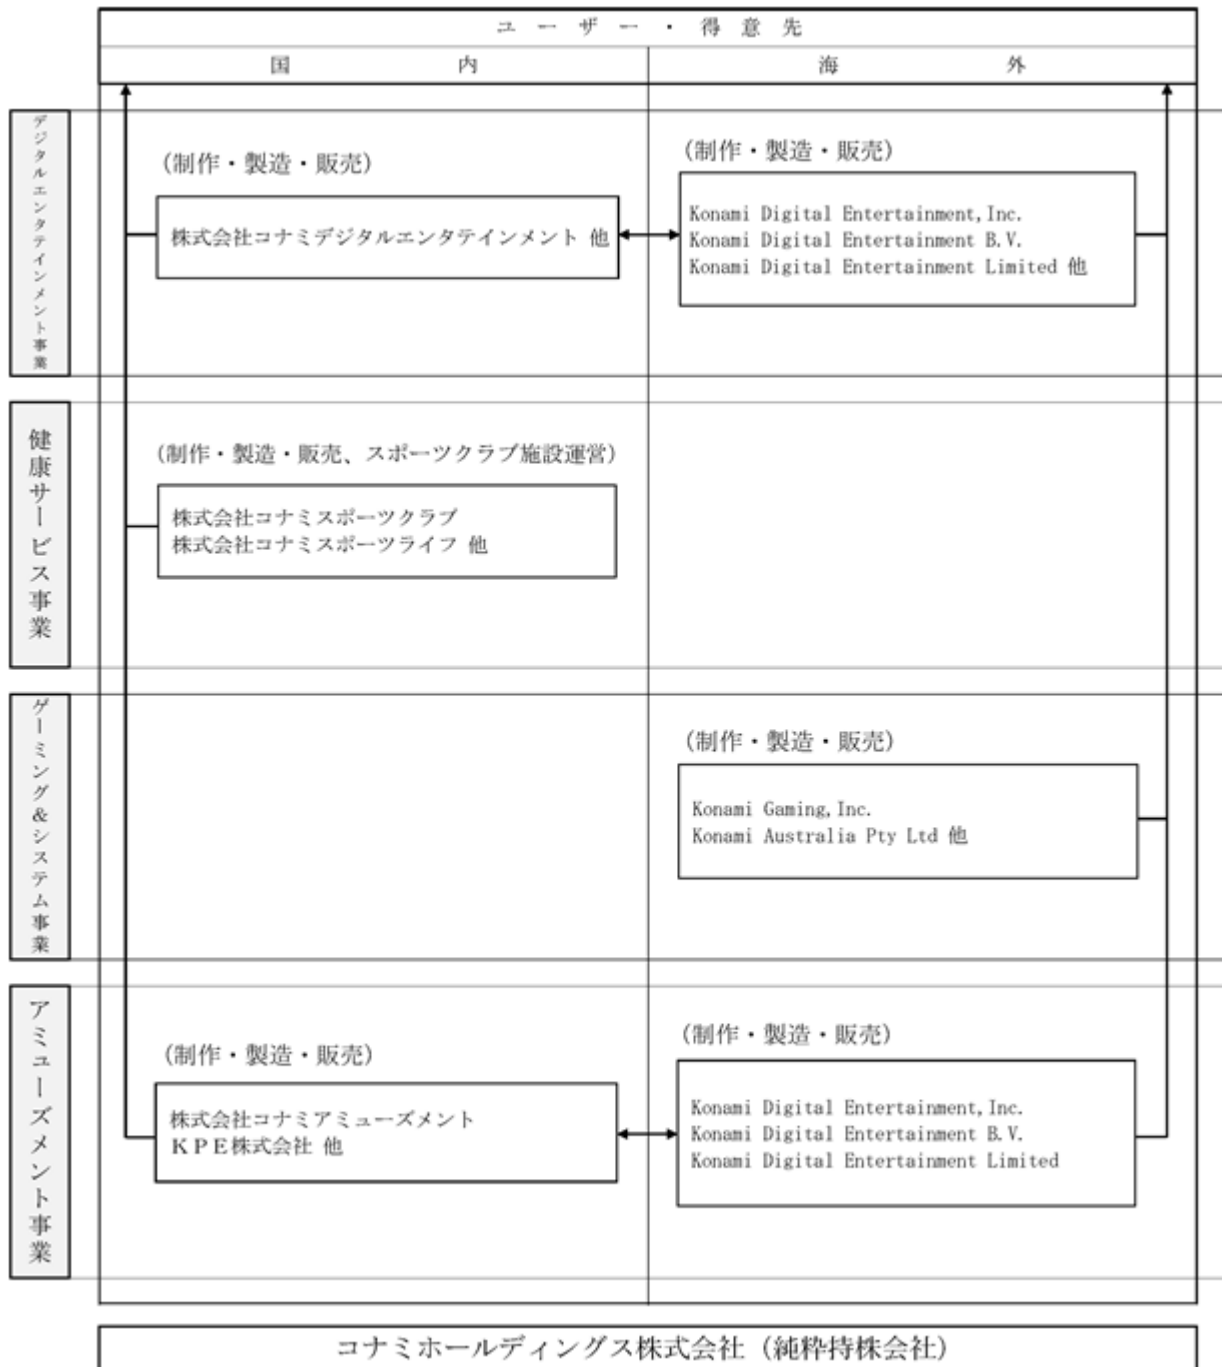 ユーザー・得意先
国内
海外
デジタルエンタテインメント事業
(制作・製造・販売)
株式会社コナミデジタルエンタテインメント 他
(制作・製造・販売)
Konami Digital Entertainment, Inc.
Konami Digital Entertainment B.V.
Konami Digital Entertainment Limited 他
健康サービス事業
(制作・製造・販売、スポーツクラブ施設運営)
株式会社コナミスポーツクラブ
株式会社コナミスポーツライフ 他
ゲーミング&システム事業
(制作・製造・販売)
Konami Gaming, Inc.
Konami Australia Pty Ltd 他
アミューズメント事業
(制作・製造・販売)
株式会社コナミアミューズメント
KPE株式会社 他
(制作・製造・販売)
Konami Digital Entertainment, Inc.
Konami Digital Entertainment B.V.
Konami Digital Entertainment Limited
コナミホールディングス株式会社(純粋持株会社)